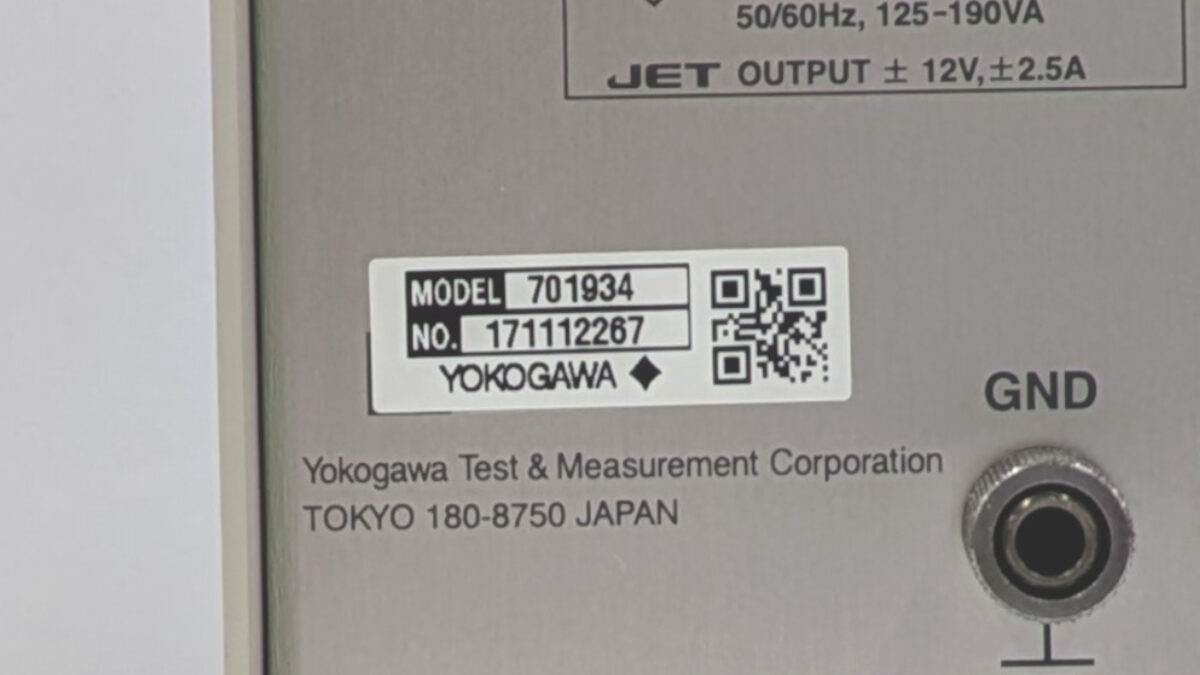 50/60Hz, 125-190VA
JET OUTPUT ± 12V,±2.5A
MODEL 701934
NO. 171112267
YOKOGAWA
Yokogawa Test & Measurement Corporation
TOKYO 180-8750 JAPAN
GND